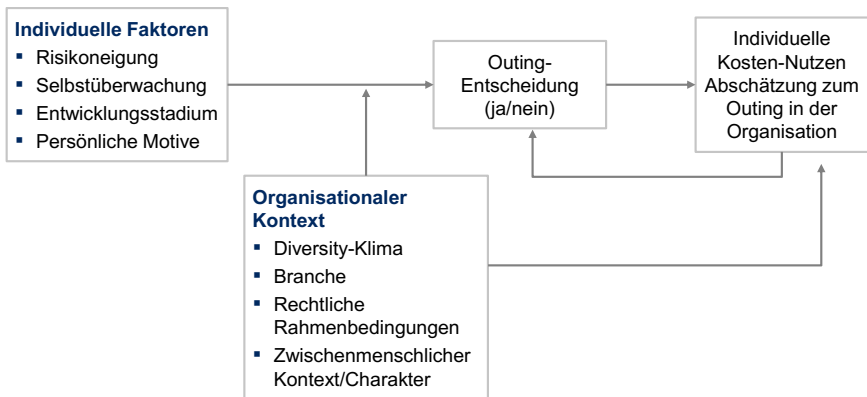 Individuelle Faktoren
▪ Risikoneigung
▪ Selbstüberwachung
▪ Entwicklungsstadium
▪ Persönliche Motive
Outing-
Entscheidung
(ja/nein)
Individuelle
Kosten-Nutzen
Abschätzung zum
Outing in der
Organisation
Organisationaler
Kontext
▪ Diversity-Klima
▪ Branche
▪ Rechtliche
Rahmenbedingungen
▪ Zwischenmenschlicher
Kontext/Charakter